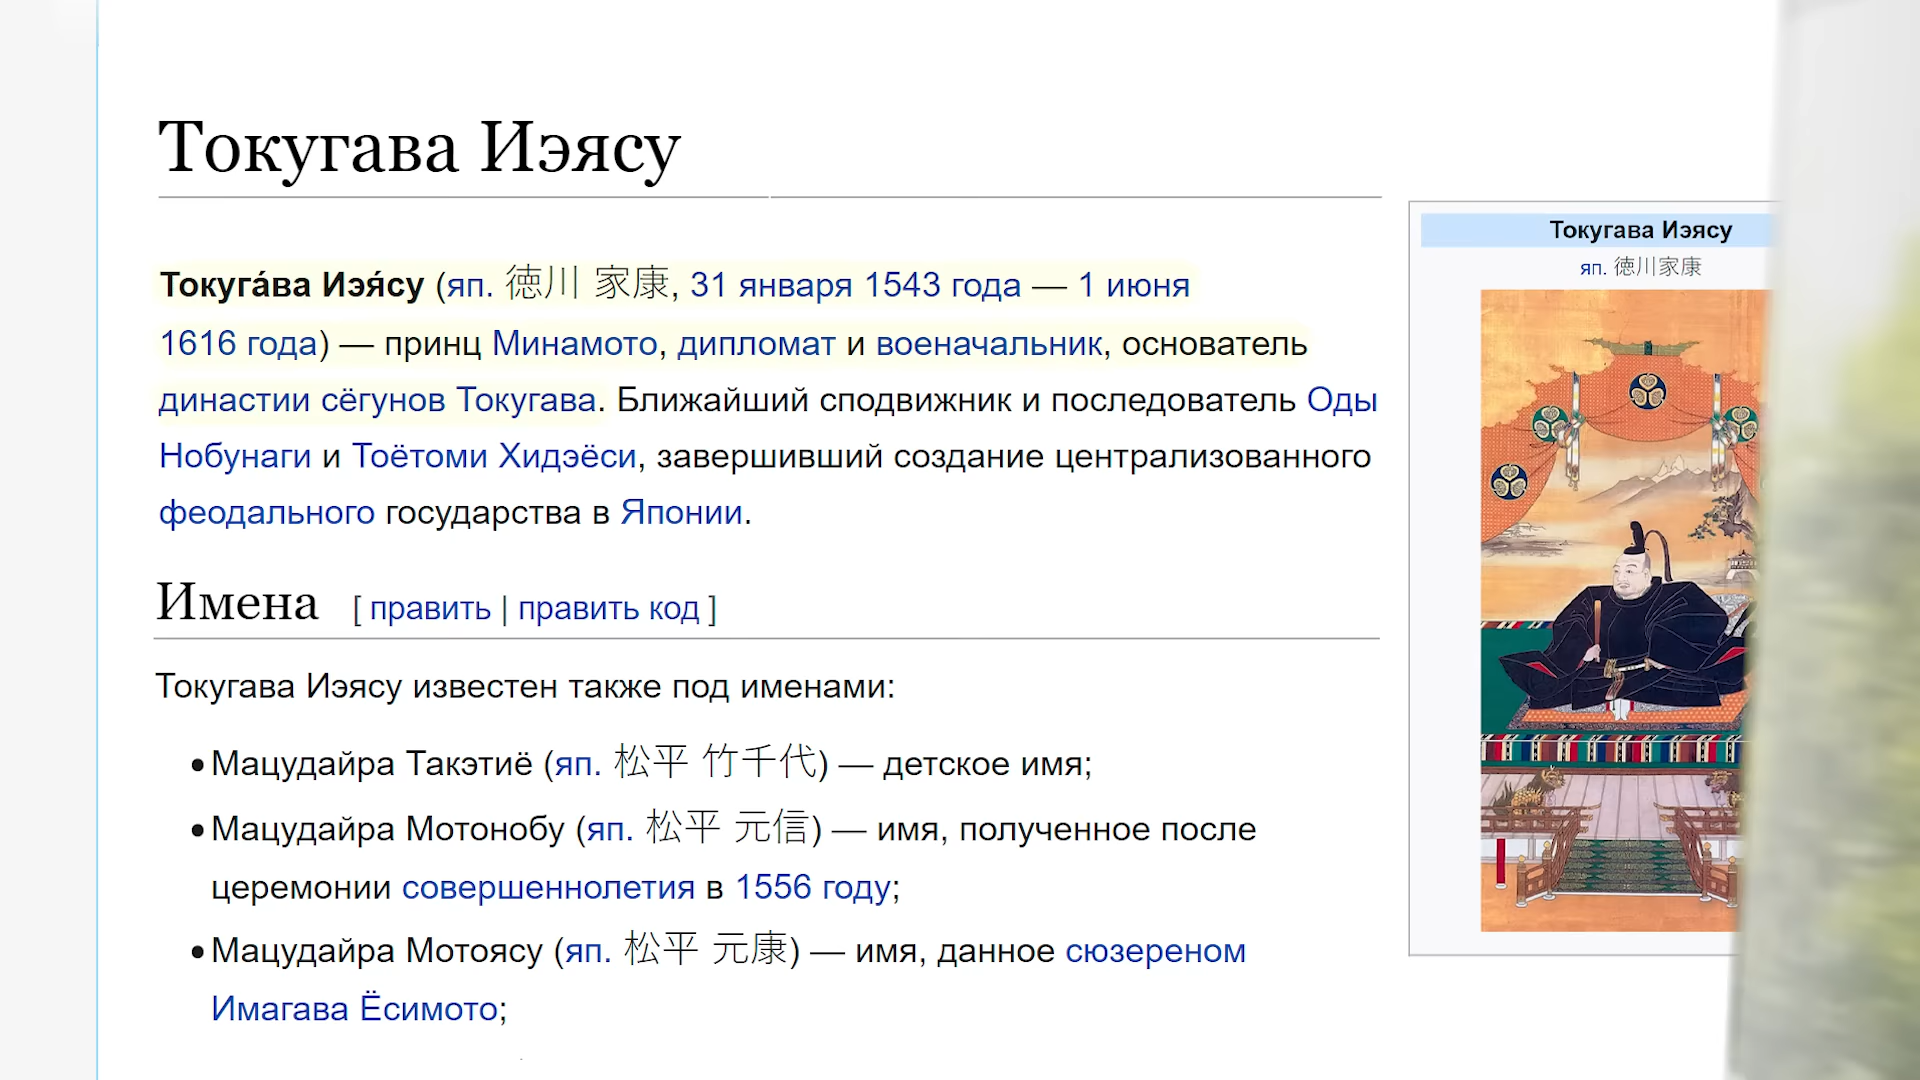 Токугава Иэясу
Токуга́ва Иэя́су (яп. 徳川 家康, 31 января 1543 года — 1 июня
1616 года) — принц Минамото, дипломат и военачальник, основатель
династии сёгунов Токугава. Ближайший сподвижник и последователь Оды
Нобунаги и Тоётоми Хидэёси, завершивший создание централизованного
феодального государства в Японии.
Имена [ править | править код ]
Токугава Иэясу известен также под именами:
• Мацудайра Такэтиё (яп. 松平 竹千代) — детское имя;
• Мацудайра Мотонобу (яп. 松平 元信) — имя, полученное после
церемонии совершеннолетия в 1556 году;
• Мацудайра Мотоясу (яп. 松平 元康) — имя, данное сюзереном
Имагава Ёсимото;
Токугава Иэясу
яп. 徳川家康